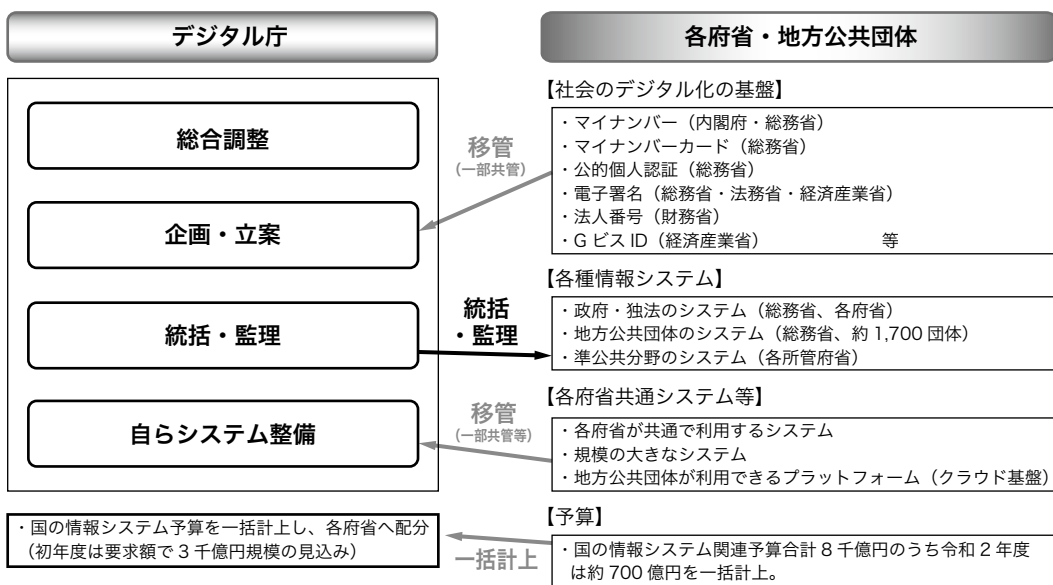 デジタル庁
総合調整
企画・立案
統括・監理
自らシステム整備
・国の情報システム予算を一括計上し、各府省へ配分
（初年度は要求額で３千億円規模の見込み）
移管
（一部共管）
統括
・監理
移管
（一部共管等）
一括計上
各府省・地方公共団体
【社会のデジタル化の基盤】
・マイナンバー（内閣府・総務省）
・マイナンバーカード（総務省）
・公的個人認証（総務省）
・電子署名（総務省・法務省・経済産業省）
・法人番号（財務省）
・G ビス ID（経済産業省） 等
【各種情報システム】
・政府・独法のシステム（総務省、各府省）
・地方公共団体のシステム（総務省、約 1,700 団体）
・準公共分野のシステム（各所管府省）
【各府省共通システム等】
・各府省が共通で利用するシステム
・規模の大きなシステム
・地方公共団体が利用できるプラットフォーム（クラウド基盤）
【予算】
・国の情報システム関連予算合計 8 千億円のうち令和 2 年度
は約 700 億円を一括計上。